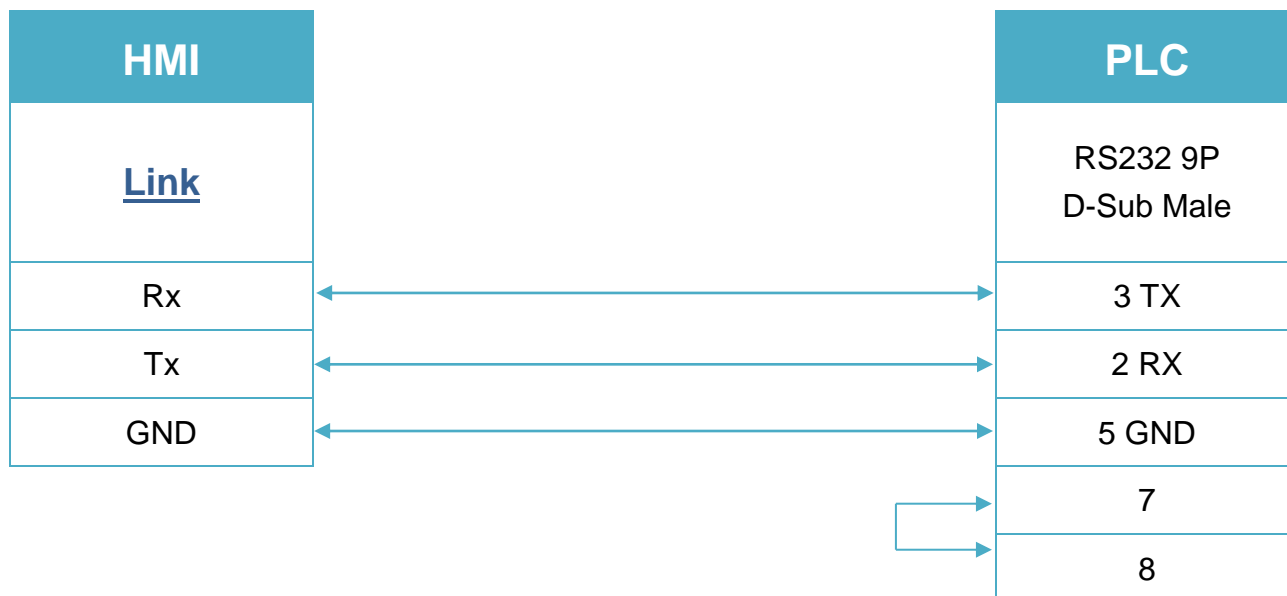 HMI
PLC
Link
RS232 9P
D-Sub Male
Rx
3 TX
Tx
2 RX
GND
5 GND
7
8